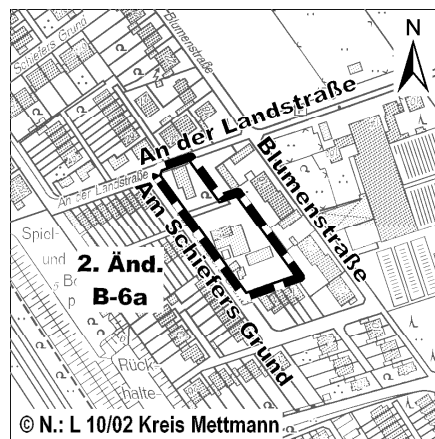 Schiefers Grund
Blumenstraße
N
An der Landstraße
Blumenstraße
An der Landstraße
Am Schiefers Grund
Spiel-
und
2. Änd.
B-6a
Rück-
halte-
© N.: L 10/02 Kreis Mettmann